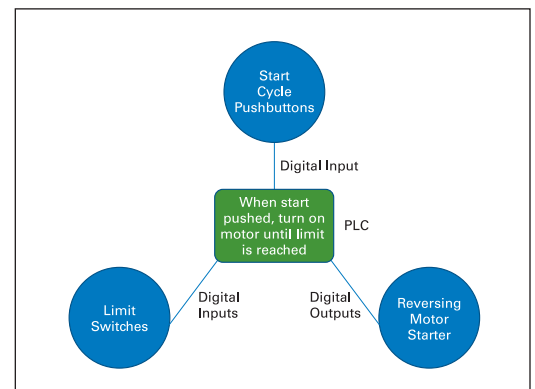 Start
Cycle
Pushbuttons
Digital Input
When start
pushed, turn on
motor until limit
is reached
PLC
Limit
Switches
Digital
Inputs
Digital
Outputs
Reversing
Motor
Starter